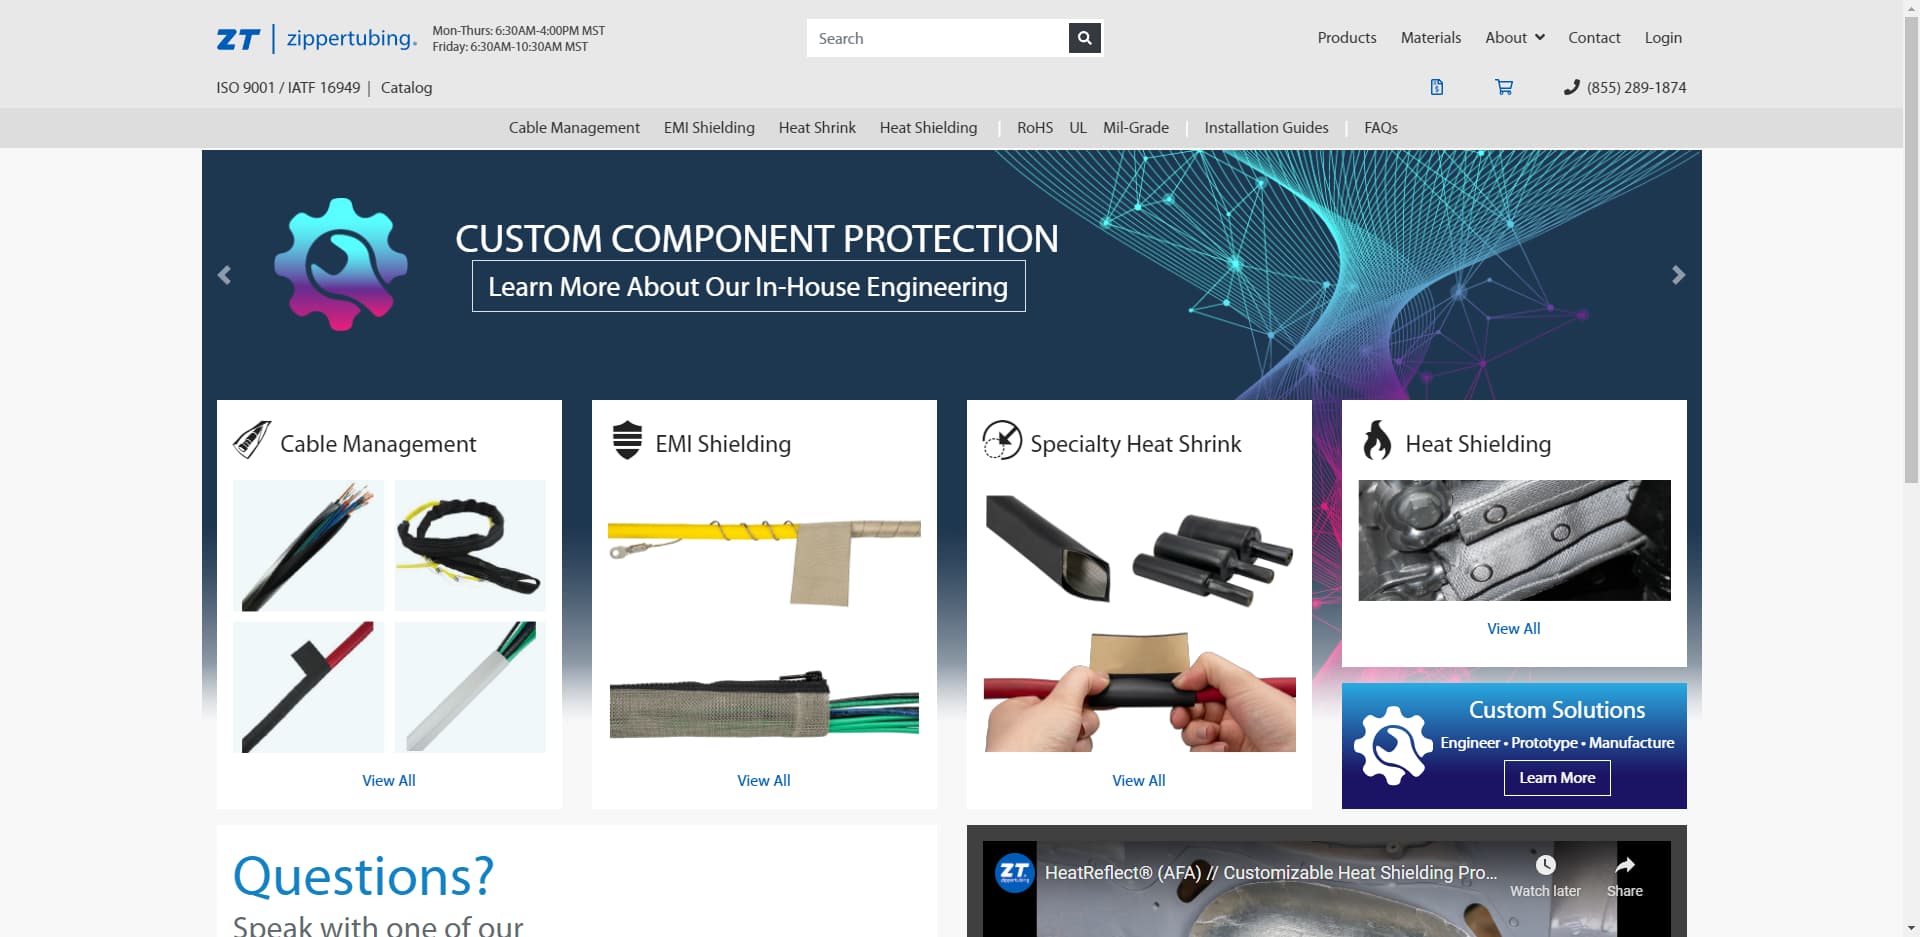 ZT | zippertubing.
Mon-Thurs: 6:30AM-4:00PM MST
Friday: 6:30AM-10:30AM MST
Search
Products Materials About Contact Login
ISO 9001 / IATF 16949 | Catalog
(855) 289-1874
Cable Management EMI Shielding Heat Shrink Heat Shielding | RoHS UL Mil-Grade | Installation Guides | FAQs
CUSTOM COMPONENT PROTECTION
Learn More About Our In-House Engineering
Cable Management
View All
EMI Shielding
View All
Specialty Heat Shrink
View All
Heat Shielding
View All
Custom Solutions
Engineer • Prototype • Manufacture
Learn More
Questions?
Speak with one of our
ZT
zippertubing
HeatReflect® (AFA) // Customizable Heat Shielding Pro...
Watch later
Share